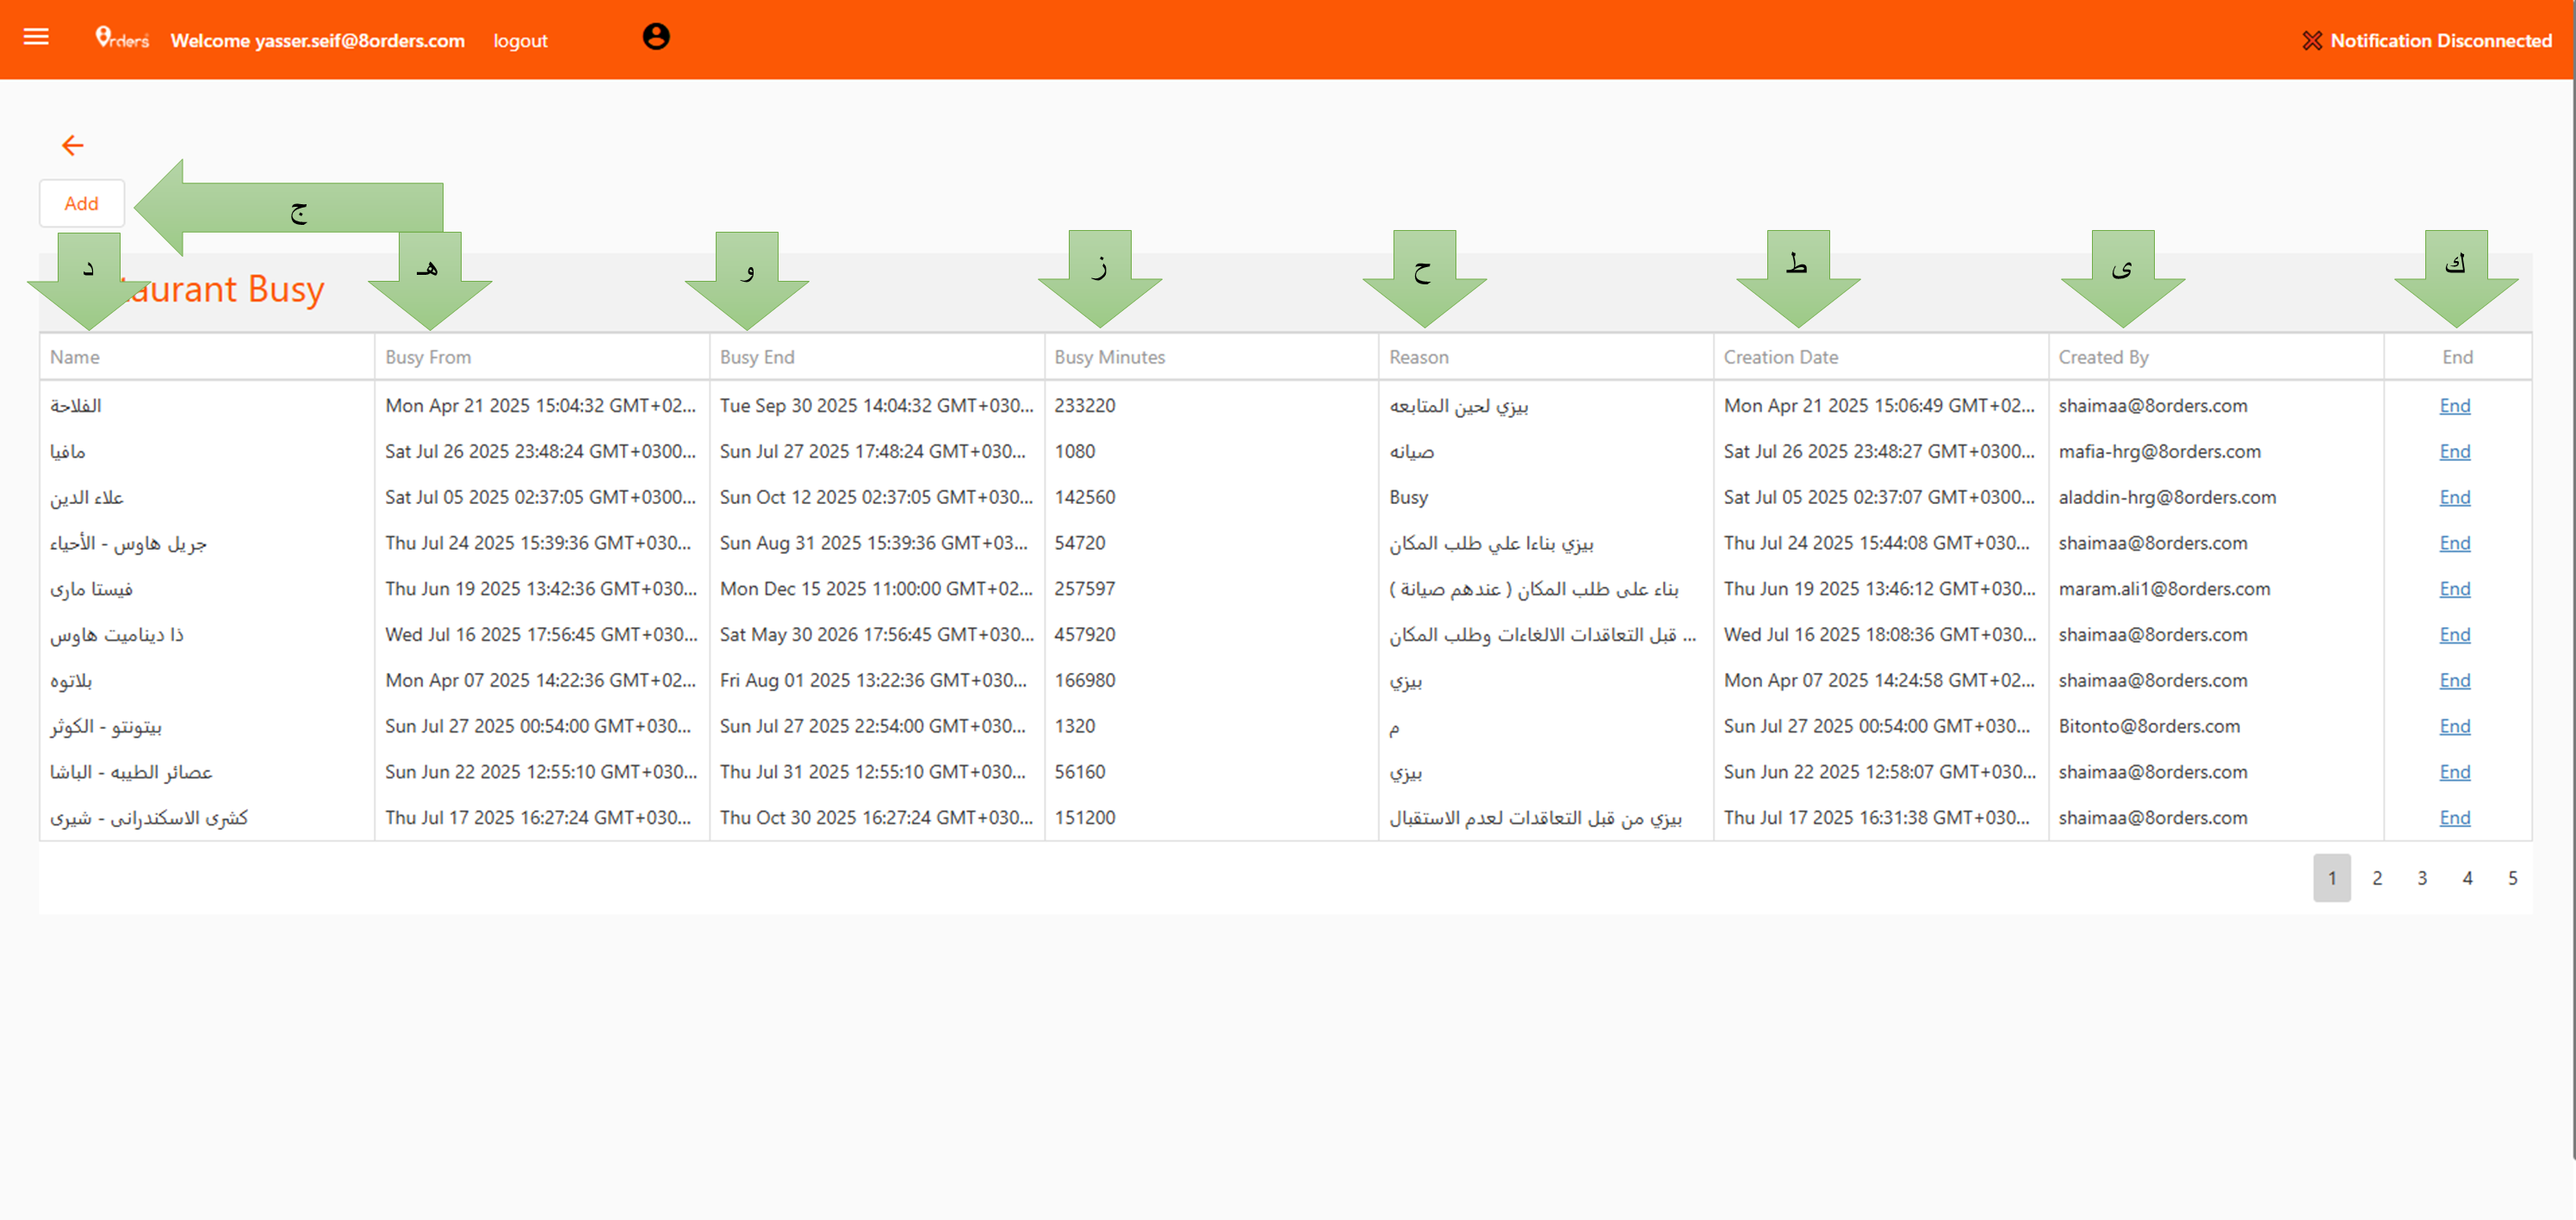 8rders Welcome yasser.seif@8orders.com logout Notification Disconnected
Add ج
د هـ و ز ح ط ى ك
aurant Busy
Name Busy From Busy End Busy Minutes Reason Creation Date Created By End
الفلاحة Mon Apr 21 2025 15:04:32 GMT+02... Tue Sep 30 2025 14:04:32 GMT+030... 233220 بيزي لحين المتابعه Mon Apr 21 2025 15:06:49 GMT+02... shaimaa@8orders.com End
مافيا Sat Jul 26 2025 23:48:24 GMT+0300... Sun Jul 27 2025 17:48:24 GMT+030... 1080 صيانه Sat Jul 26 2025 23:48:27 GMT+0300... mafia-hrg@8orders.com End
علاء الدين Sat Jul 05 2025 02:37:05 GMT+0300... Sun Oct 12 2025 02:37:05 GMT+030... 142560 Busy Sat Jul 05 2025 02:37:07 GMT+0300... aladdin-hrg@8orders.com End
جريل هاوس - الأحياء Thu Jul 24 2025 15:39:36 GMT+030... Sun Aug 31 2025 15:39:36 GMT+03... 54720 بيزي بناءا علي طلب المكان Thu Jul 24 2025 15:44:08 GMT+030... shaimaa@8orders.com End
فيستا مارى Thu Jun 19 2025 13:42:36 GMT+030... Mon Dec 15 2025 11:00:00 GMT+02... 257597 بناء على طلب المكان ( عندهم صيانة ) Thu Jun 19 2025 13:46:12 GMT+030... maram.ali1@8orders.com End
ذا ديناميت هاوس Wed Jul 16 2025 17:56:45 GMT+030... Sat May 30 2026 17:56:45 GMT+030... 457920 ... قبل التعاقدات الالغاءات وطلب المكان Wed Jul 16 2025 18:08:36 GMT+030... shaimaa@8orders.com End
بلاتوه Mon Apr 07 2025 14:22:36 GMT+02... Fri Aug 01 2025 13:22:36 GMT+030... 166980 بيزي Mon Apr 07 2025 14:24:58 GMT+02... shaimaa@8orders.com End
بيتونتو - الكوثر Sun Jul 27 2025 00:54:00 GMT+030... Sun Jul 27 2025 22:54:00 GMT+030... 1320 م Sun Jul 27 2025 00:54:00 GMT+030... Bitonto@8orders.com End
عصائر الطيبه - الباشا Sun Jun 22 2025 12:55:10 GMT+030... Thu Jul 31 2025 12:55:10 GMT+030... 56160 بيزي Sun Jun 22 2025 12:58:07 GMT+030... shaimaa@8orders.com End
كشرى الاسكندرانى - شيرى Thu Jul 17 2025 16:27:24 GMT+030... Thu Oct 30 2025 16:27:24 GMT+030... 151200 بيزي من قبل التعاقدات لعدم الاستقبال Thu Jul 17 2025 16:31:38 GMT+030... shaimaa@8orders.com End
1 2 3 4 5